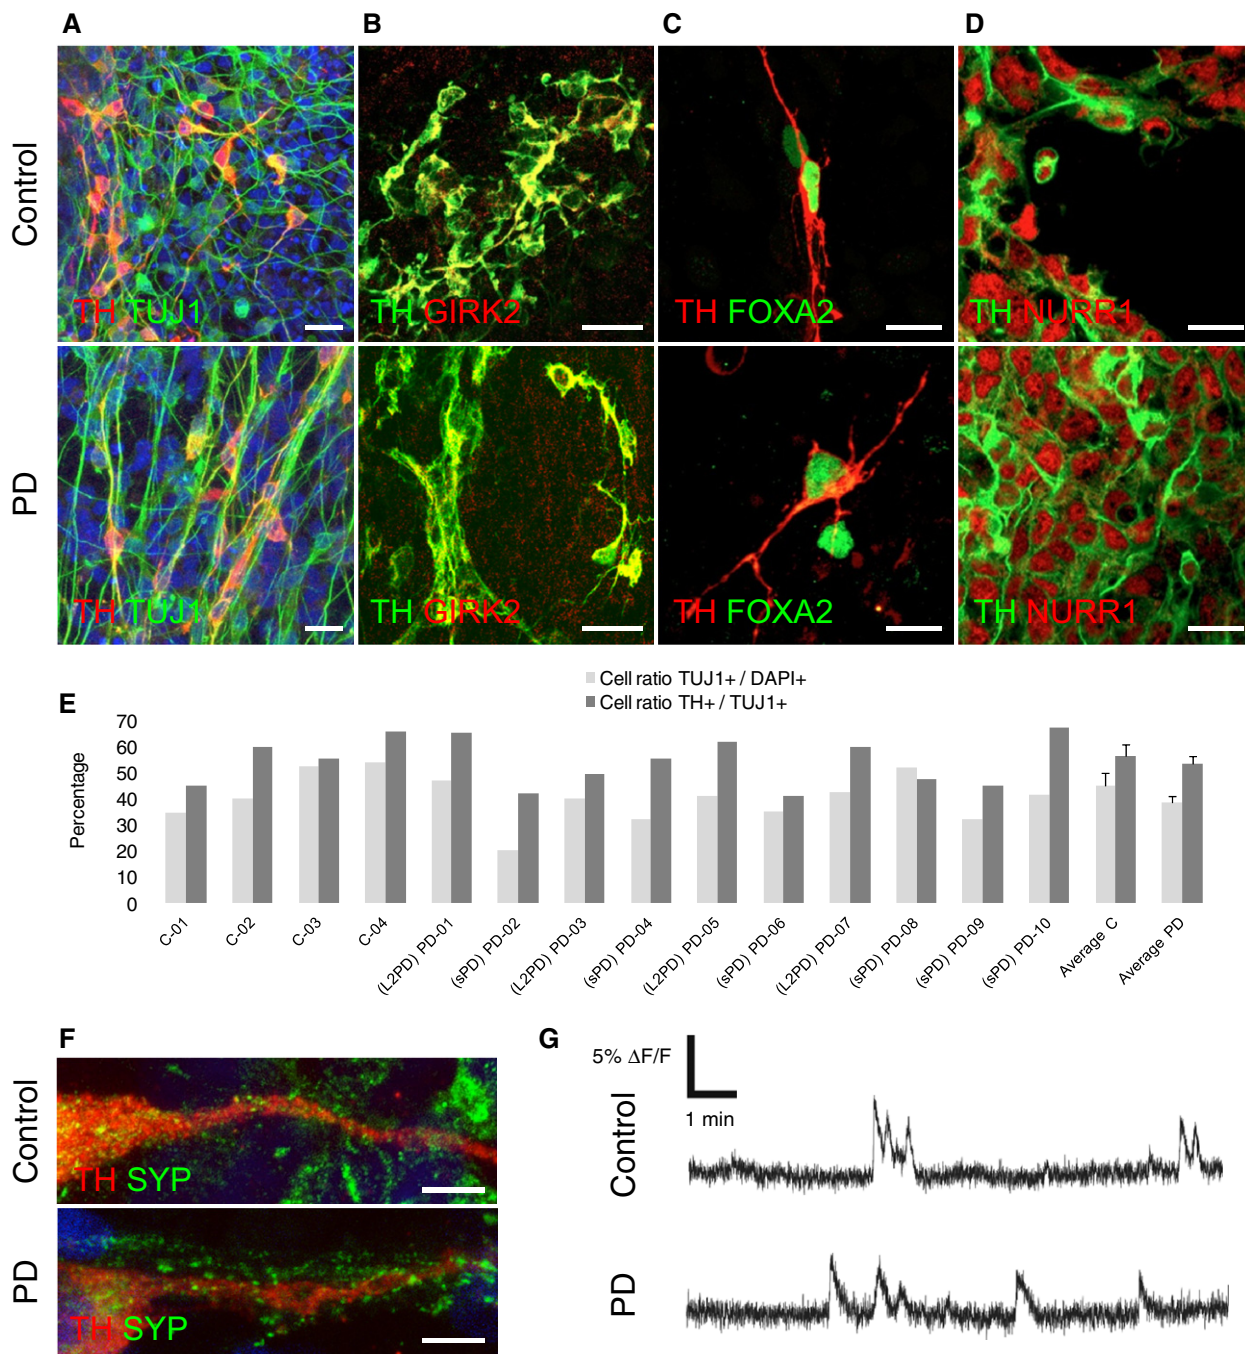 A B C D
Control
TH TUJ1 TH GIRK2 TH FOXA2 TH NURR1
PD
TH TUJ1 TH GIRK2 TH FOXA2 TH NURR1
E
Cell ratio TUJ1+ / DAPI+
Cell ratio TH+ / TUJ1+
Percentage
70
60
50
40
30
20
10
0
C-01
C-02
C-03
C-04
(L2PD) PD-01
(sPD) PD-02
(L2PD) PD-03
(sPD) PD-04
(L2PD) PD-05
(sPD) PD-06
(L2PD) PD-07
(sPD) PD-08
(sPD) PD-09
(sPD) PD-10
Average C
Average PD
F
Control
TH SYP
PD
TH SYP
G
5% ΔF/F
1 min
Control
PD